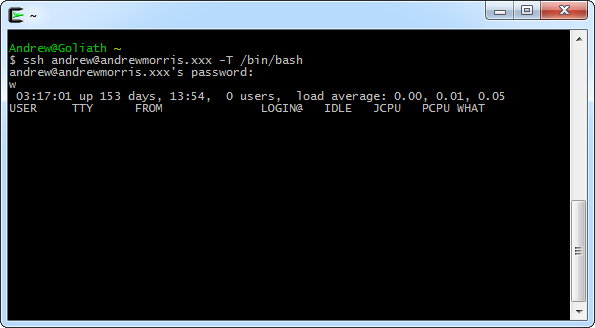 ~
Andrew@Goliath ~
$ ssh andrew@andrewmorris.xxx -T /bin/bash
andrew@andrewmorris.xxx's password:
w
 03:17:01 up 153 days, 13:54,  0 users,  load average: 0.00, 0.01, 0.05
USER     TTY      FROM              LOGIN@   IDLE   JCPU   PCPU WHAT